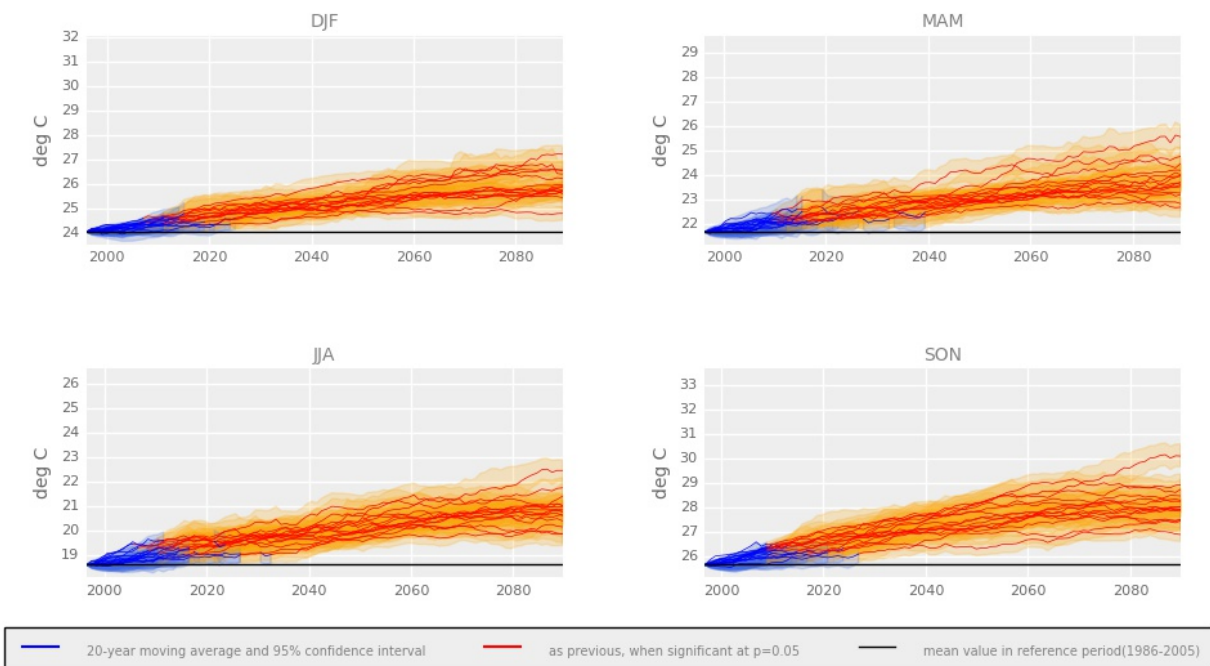 DJF
32
31
30
29
28
27
26
25
24
deg C
2000 2020 2040 2060 2080
MAM
29
28
27
26
25
24
23
22
deg C
2000 2020 2040 2060 2080
JJA
26
25
24
23
22
21
20
19
deg C
2000 2020 2040 2060 2080
SON
33
32
31
30
29
28
27
26
deg C
2000 2020 2040 2060 2080
20-year moving average and 95% confidence interval as previous, when significant at p=0.05 mean value in reference period(1986-2005)